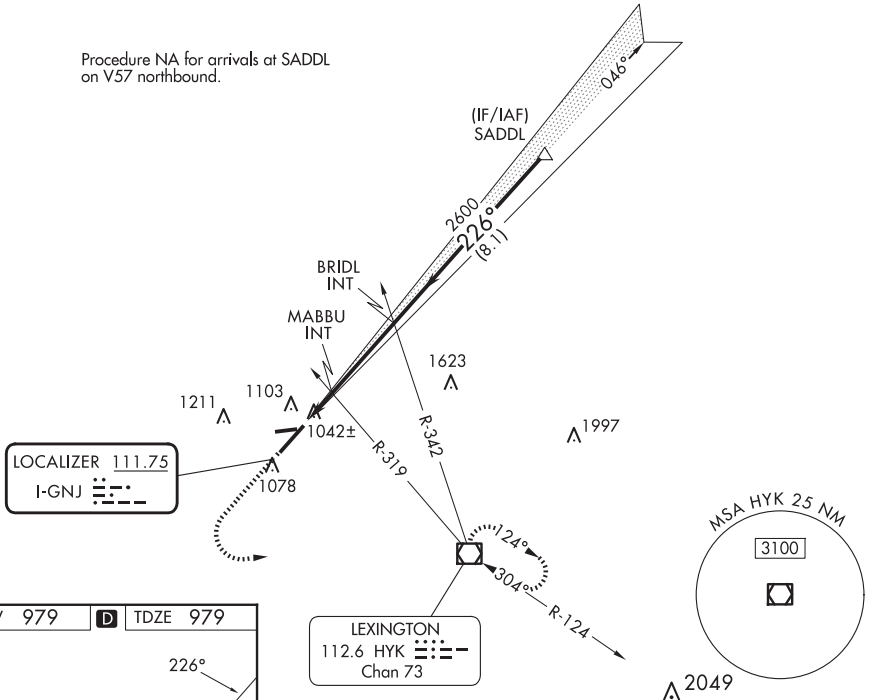 Procedure NA for arrivals at SADDL
on V57 northbound.
046°
(IF/IAF)
SADDL
2600
226°
(8.1)
BRIDL
INT
MABBU
INT
1623
1211
1103
1997
1042±
R-342
R-319
LOCALIZER 111.75
I-GNJ
1078
MSA HYK 25 NM
3100
124°
304°
R-124
979
D
TDZE 979
LEXINGTON
112.6 HYK
Chan 73
226°
2049